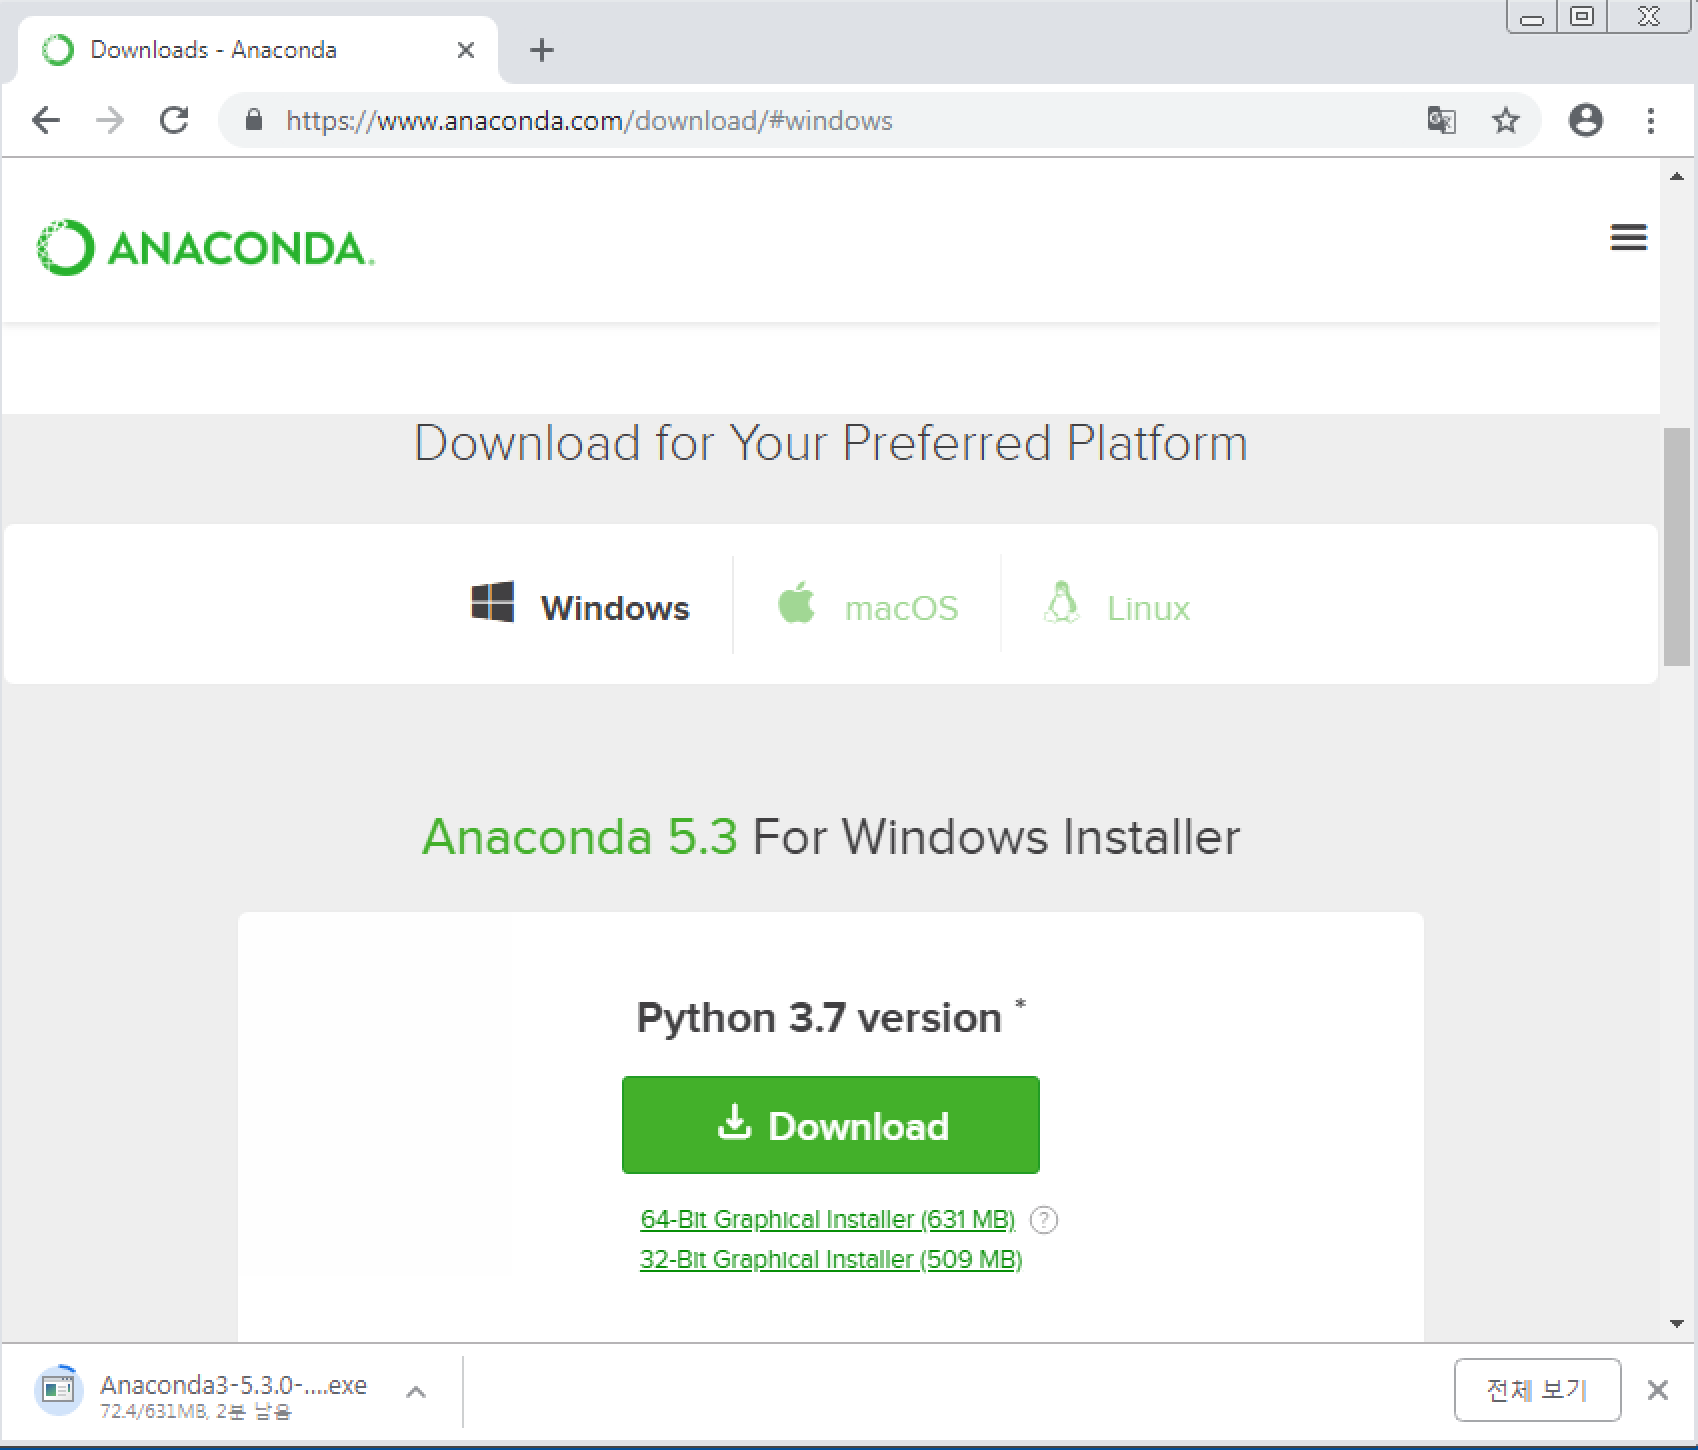 Downloads - Anaconda
https://www.anaconda.com/download/#windows
ANACONDA.
Download for Your Preferred Platform
Windows
macOS
Linux
Anaconda 5.3 For Windows Installer
Python 3.7 version *
Download
64-Bit Graphical Installer (631 MB) ?
32-Bit Graphical Installer (509 MB)
Anaconda3-5.3.0-....exe
72.4/631MB, 2분 남음
전체 보기